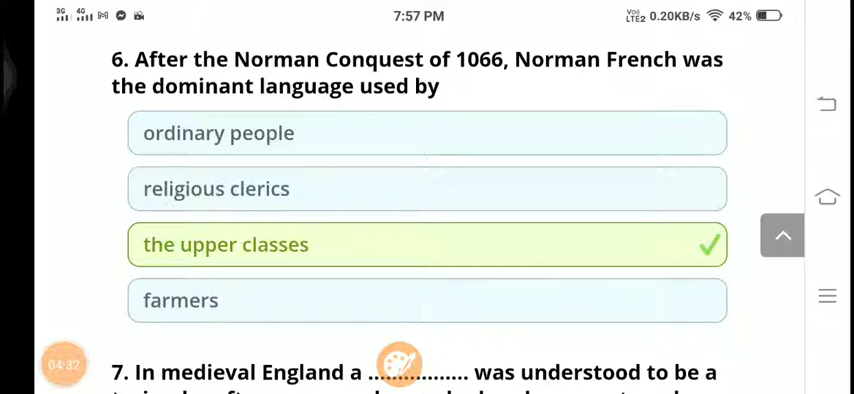 3G 4G 7:57 PM Vo)) LTE2 0.20KB/s 42%
6. After the Norman Conquest of 1066, Norman French was
the dominant language used by
ordinary people
religious clerics
the upper classes
farmers
04:32
7. In medieval England a ................ was understood to be a